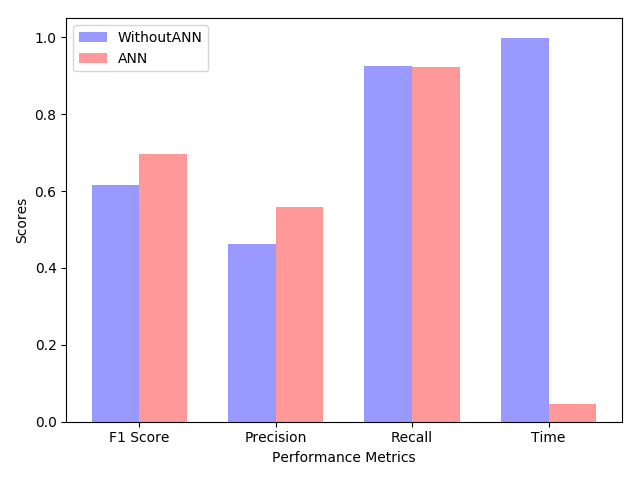 WithoutANN
ANN
1.0
0.8
0.6
0.4
0.2
0.0
Scores
F1 Score
Precision
Recall
Time
Performance Metrics